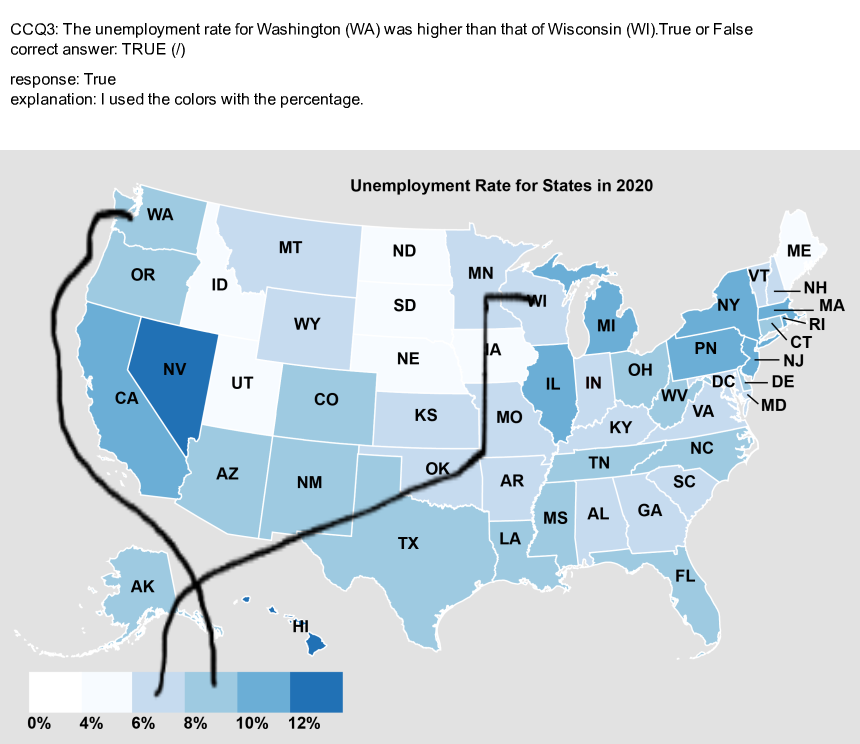 CCQ3: The unemployment rate for Washington (WA) was higher than that of Wisconsin (WI).True or False
correct answer: TRUE (/)
response: True
explanation: I used the colors with the percentage.
Unemployment Rate for States in 2020
WA
MT
ND
MN
ME
OR
ID
SD
WI
VT
NH
WY
MI
NY
MA
RI
NV
UT
NE
IA
PN
CT
NJ
CA
CO
IL
IN
OH
DC
DE
KS
MO
WV
VA
MD
KY
AZ
NM
OK
TN
NC
AR
SC
TX
LA
MS
AL
GA
AK
HI
FL
0% 4% 6% 8% 10% 12%